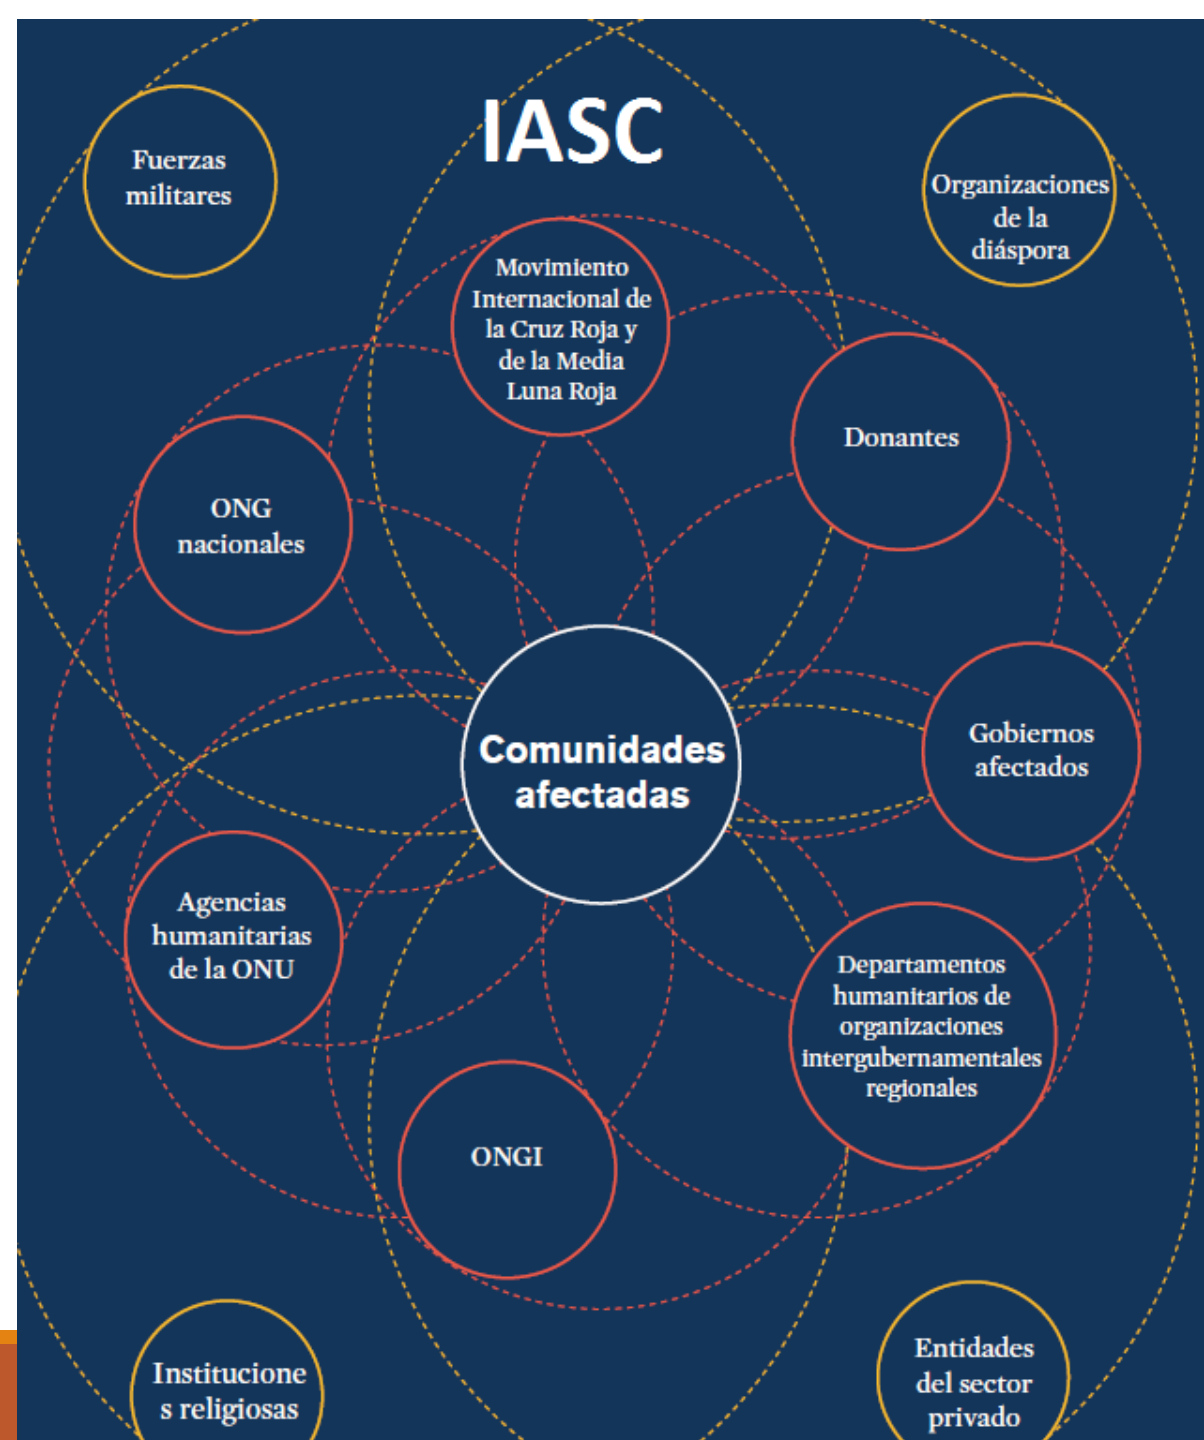 IASC
Fuerzas
militares
Organizaciones
de la
diáspora
Movimiento
Internacional de
la Cruz Roja y
de la Media
Luna Roja
Donantes
ONG
nacionales
Gobiernos
afectados
Comunidades
afectadas
Agencias
humanitarias
de la ONU
Departamentos
humanitarios de
organizaciones
intergubernamentales
regionales
ONGI
Institucione
s religiosas
Entidades
del sector
privado